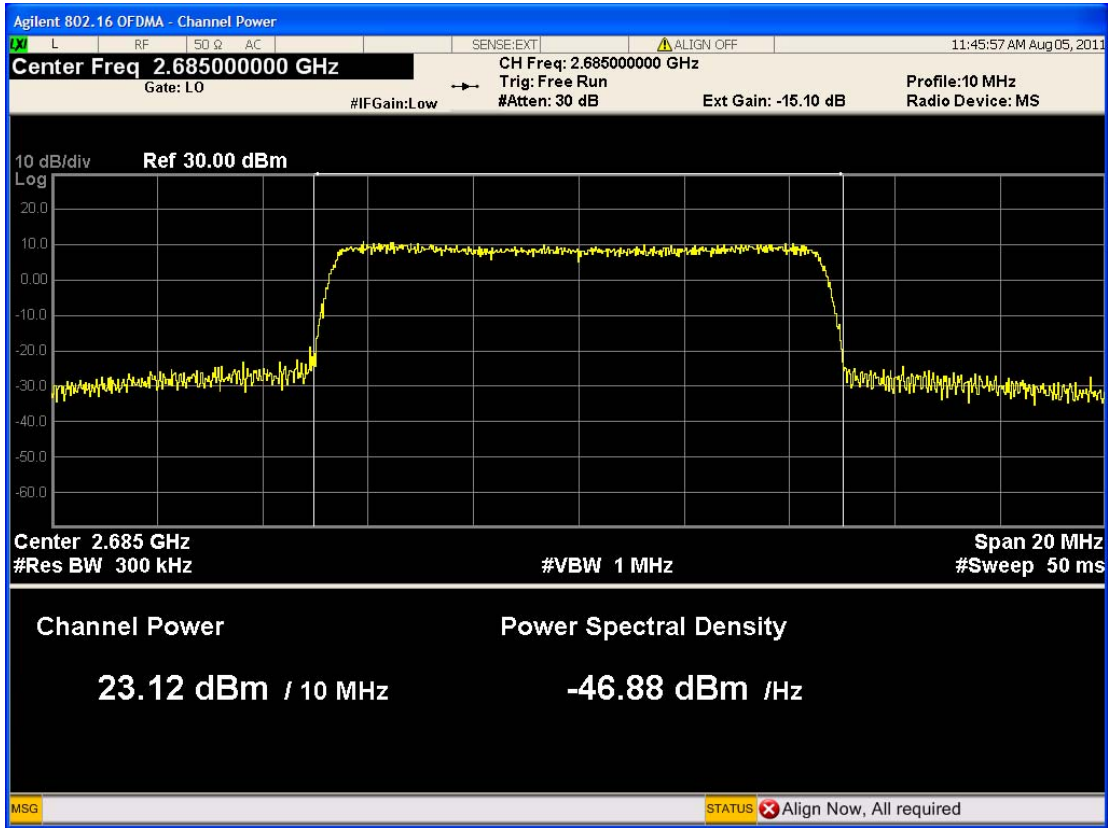 Agilent 802.16 OFDMA - Channel Power
LXI L RF 50 Ω AC SENSE:EXT ALIGN OFF 11:45:57 AM Aug 05, 2011
Center Freq 2.685000000 GHz
Gate: LO
#IFGain:Low
CH Freq: 2.685000000 GHz
Trig: Free Run
#Atten: 30 dB
Ext Gain: -15.10 dB
Profile:10 MHz
Radio Device: MS
10 dB/div Ref 30.00 dBm
Log
20.0
10.0
0.00
-10.0
-20.0
-30.0
-40.0
-50.0
-60.0
Center 2.685 GHz Span 20 MHz
#Res BW 300 kHz #VBW 1 MHz #Sweep 50 ms
Channel Power Power Spectral Density
23.12 dBm / 10 MHz -46.88 dBm /Hz
MSG STATUS Align Now, All required